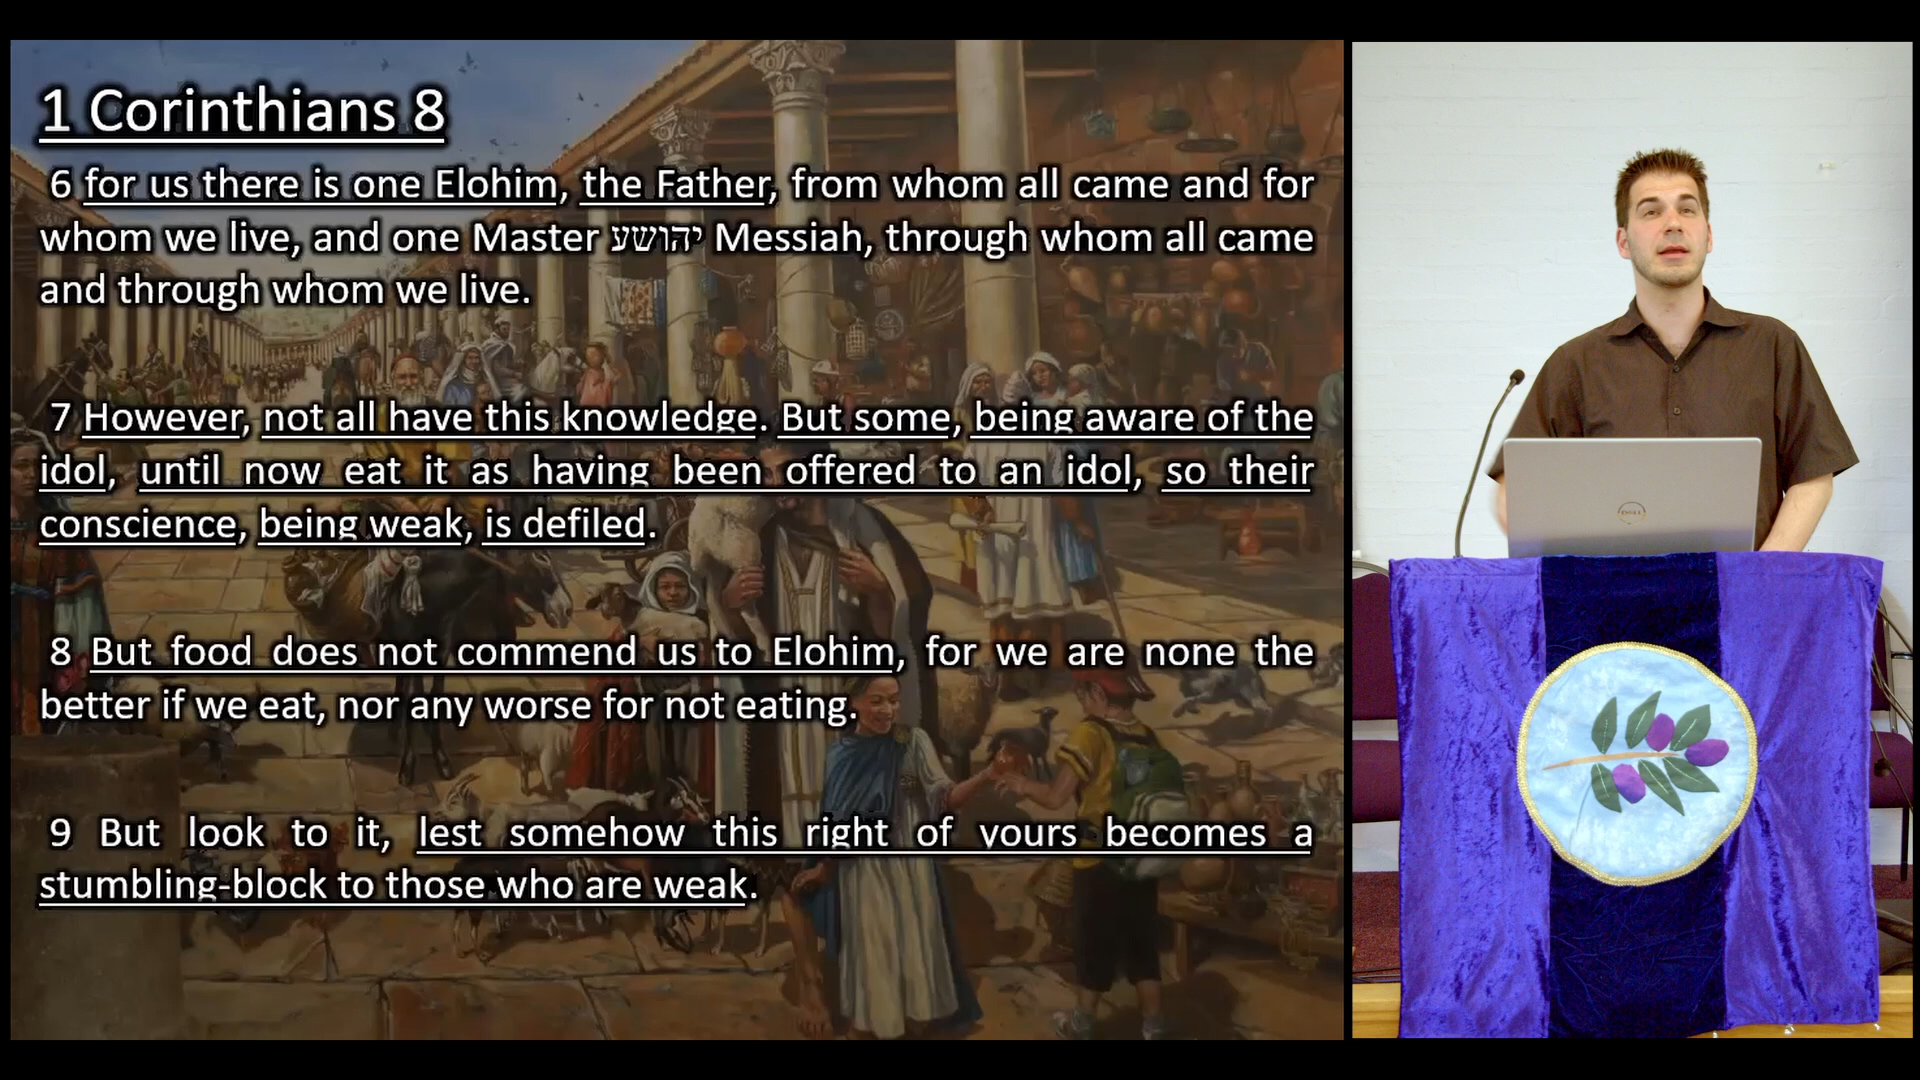 1 Corinthians 8
6 for us there is one Elohim, the Father, from whom all came and for
whom we live, and one Master יהושע Messiah, through whom all came
and through whom we live.
7 However, not all have this knowledge. But some, being aware of the
idol, until now eat it as having been offered to an idol, so their
conscience, being weak, is defiled.
8 But food does not commend us to Elohim, for we are none the
better if we eat, nor any worse for not eating.
9 But look to it, lest somehow this right of yours becomes a
stumbling-block to those who are weak.
DELL